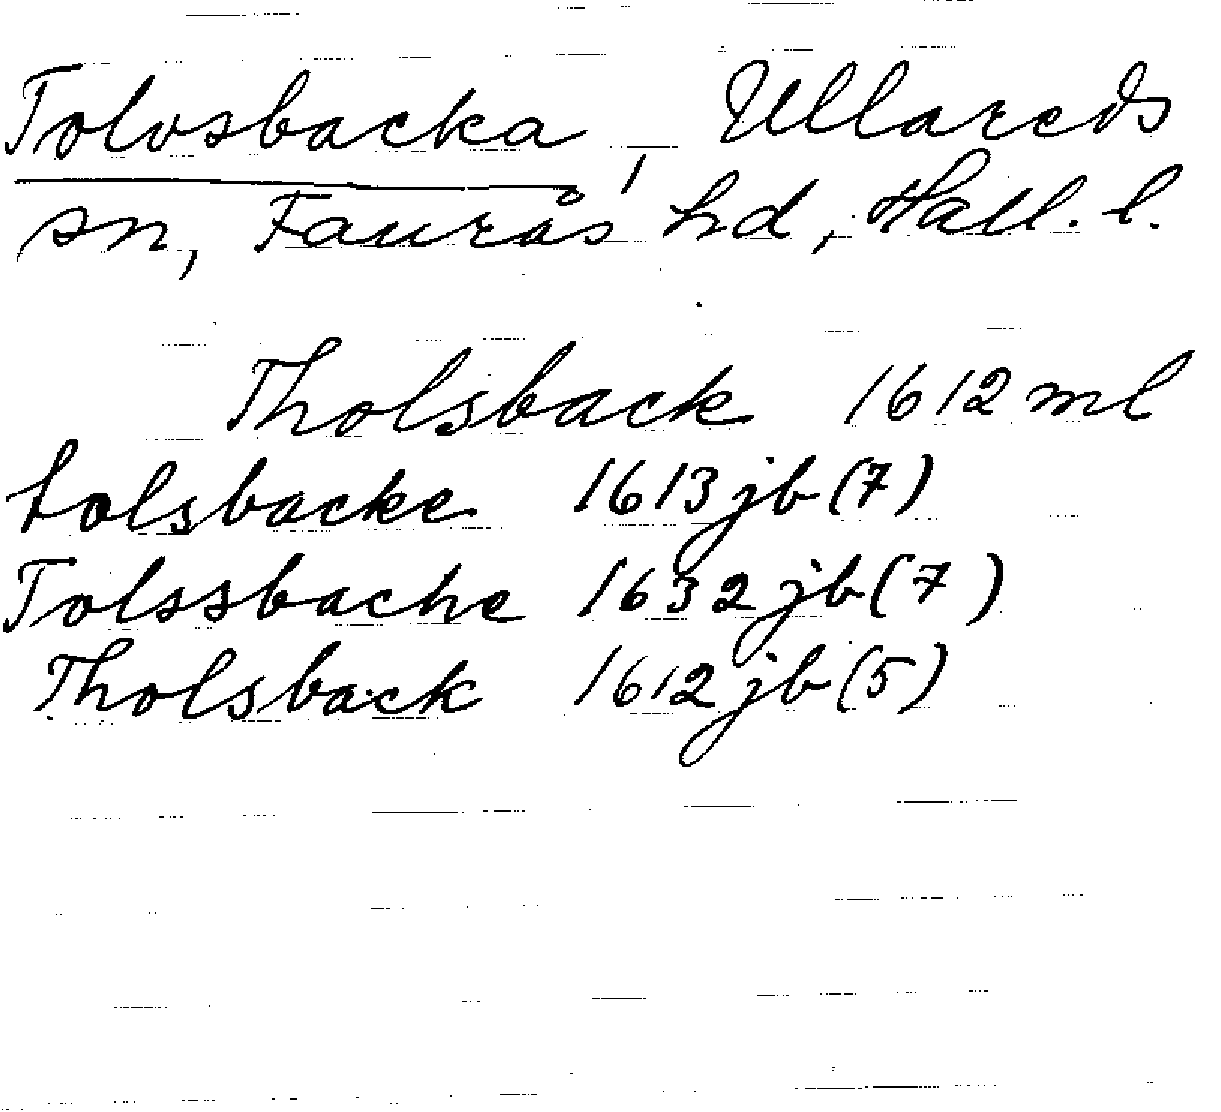 Tolvsbacka, Ullareds
sn, Faurås hd, Hall. l.
Tholsback 1612 ml
tolsbacke 1613 jb (7)
Tolssbache 1632 jb (7)
Tholsback 1612 jb (5)